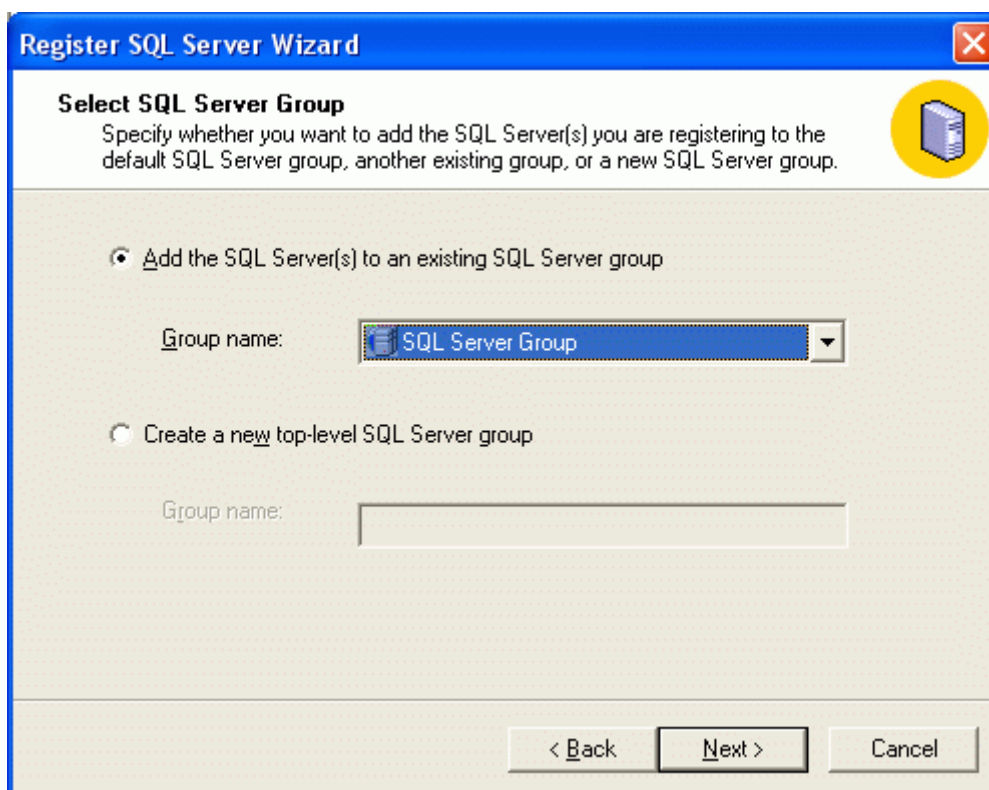 Register SQL Server Wizard
Select SQL Server Group
Specify whether you want to add the SQL Server(s) you are registering to the
default SQL Server group, another existing group, or a new SQL Server group.
Add the SQL Server(s) to an existing SQL Server group
Group name:
SQL Server Group
Create a new top-level SQL Server group
Group name:
< Back
Next >
Cancel